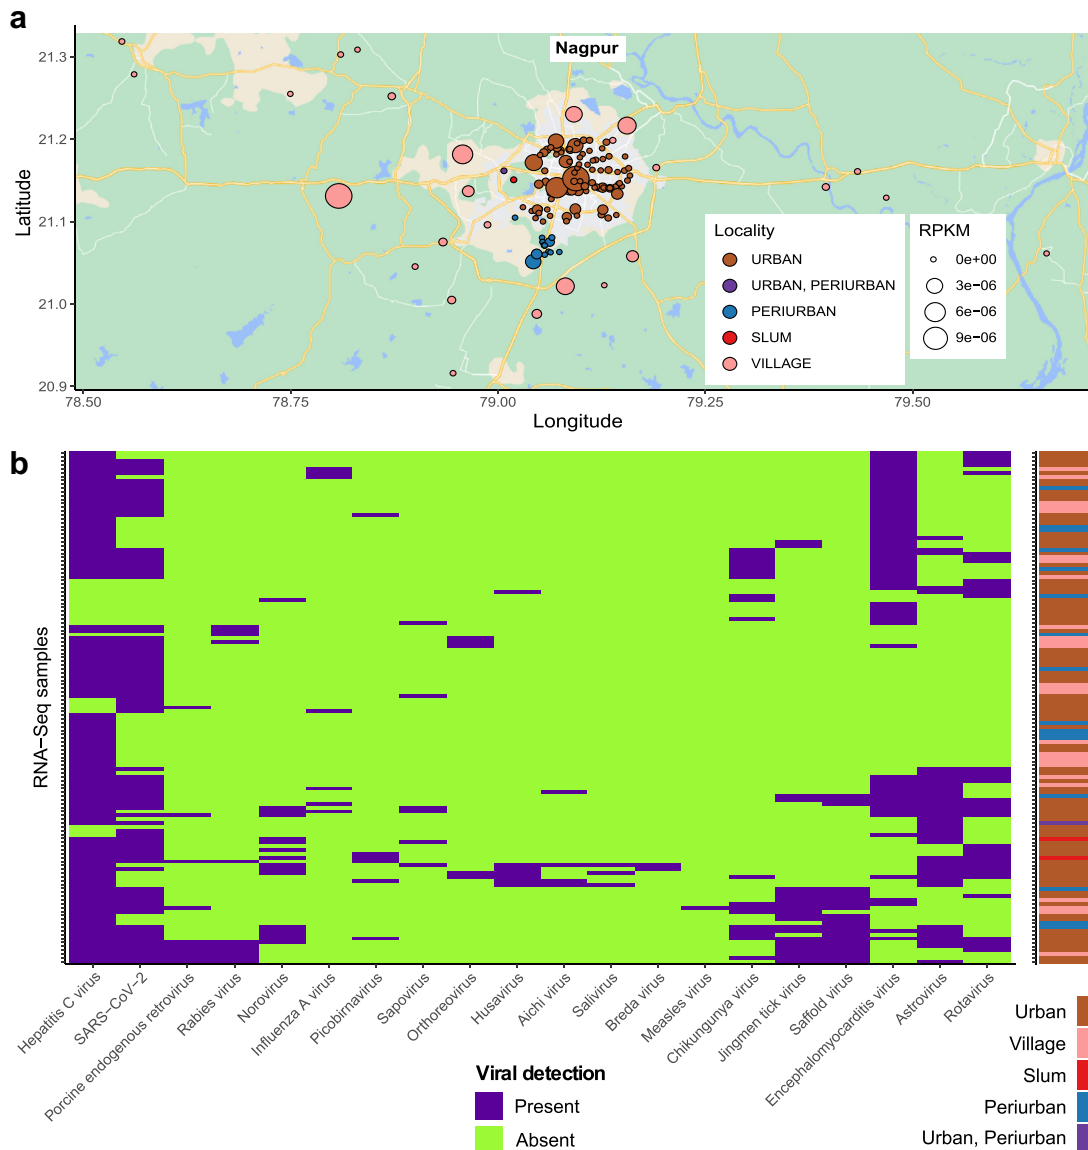 a
Nagpur
21.3
21.2
21.1
21.0
20.9
Latitude
78.50
78.75
79.00
79.25
79.50
Longitude
Locality
URBAN
URBAN, PERIURBAN
PERIURBAN
SLUM
VILLAGE
RPKM
0e+00
3e−06
6e−06
9e−06
b
RNA−Seq samples
Hepatitis C virus
SARS−CoV−2
Porcine endogenous retrovirus
Rabies virus
Norovirus
Influenza A virus
Picobirnavirus
Sapovirus
Orthoreovirus
Husavirus
Aichi virus
Salivirus
Breda virus
Measles virus
Chikungunya virus
Jingmen tick virus
Saffold virus
Encephalomyocarditis virus
Astrovirus
Rotavirus
Viral detection
Present
Absent
Urban
Village
Slum
Periurban
Urban, Periurban